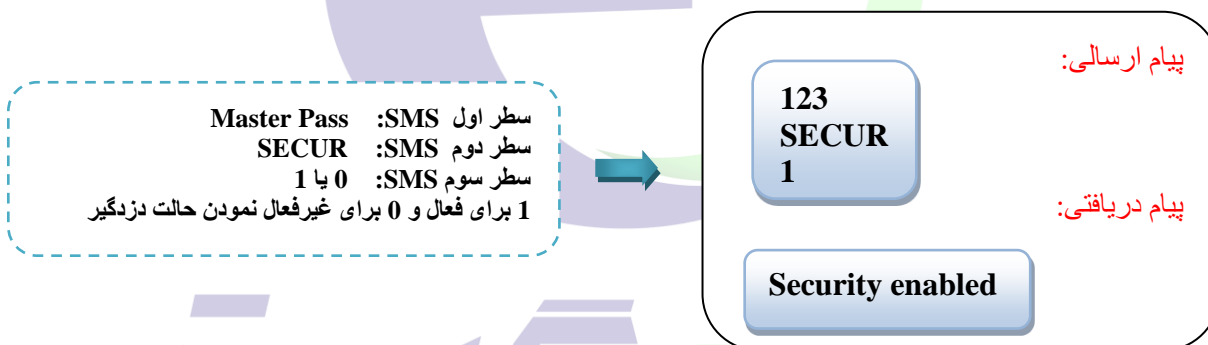 سطر اول SMS: Master Pass
سطر دوم SMS: SECUR
سطر سوم SMS: 0 یا 1
1 برای فعال و 0 برای غیرفعال نمودن حالت دزدگیر
پیام ارسالی:
123
SECUR
1
پیام دریافتی:
Security enabled